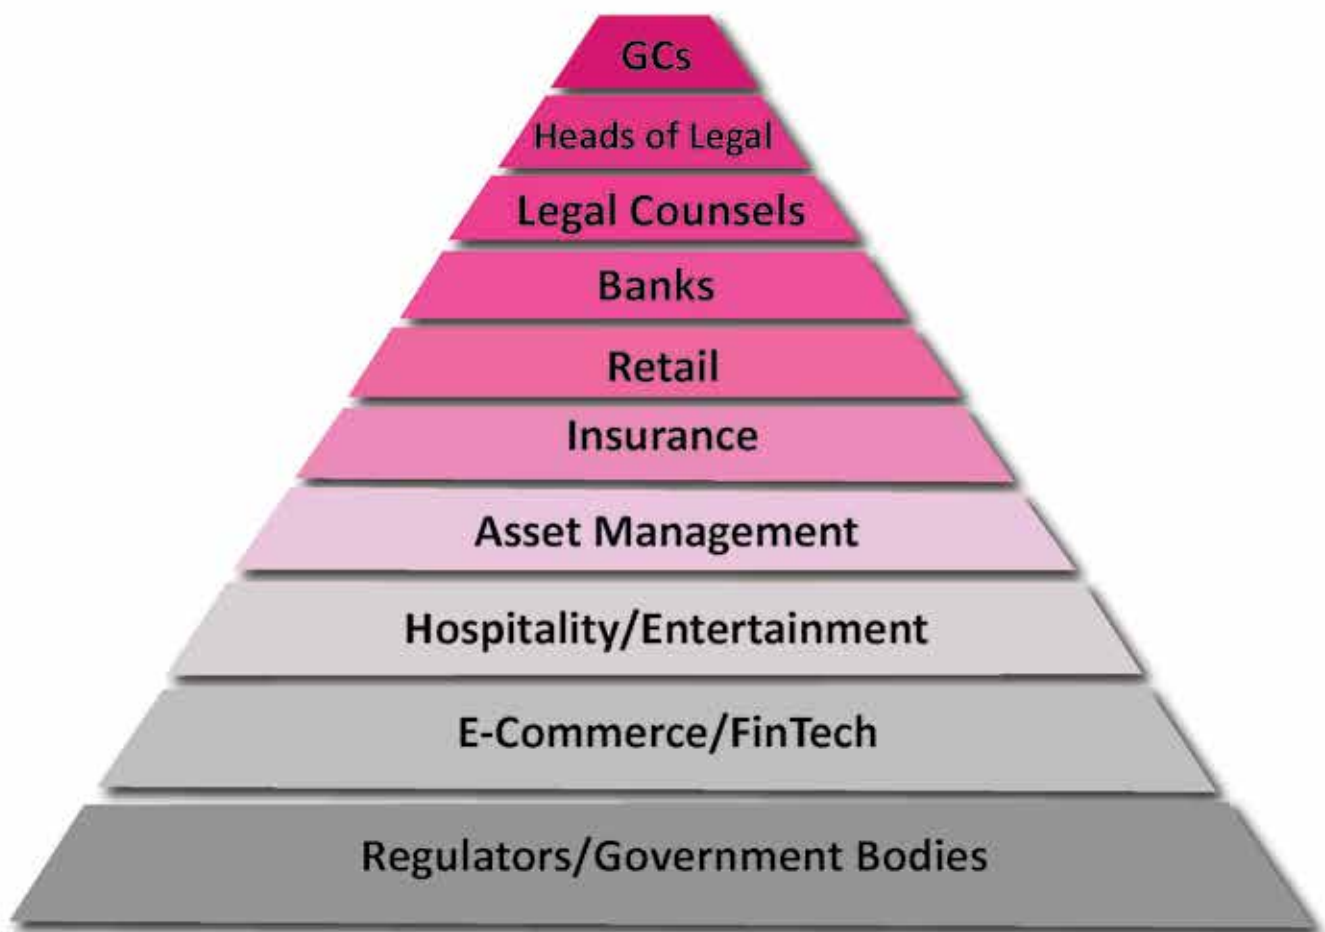 GCs
Heads of Legal
Legal Counsels
Banks
Retail
Insurance
Asset Management
Hospitality/Entertainment
E-Commerce/FinTech
Regulators/Government Bodies